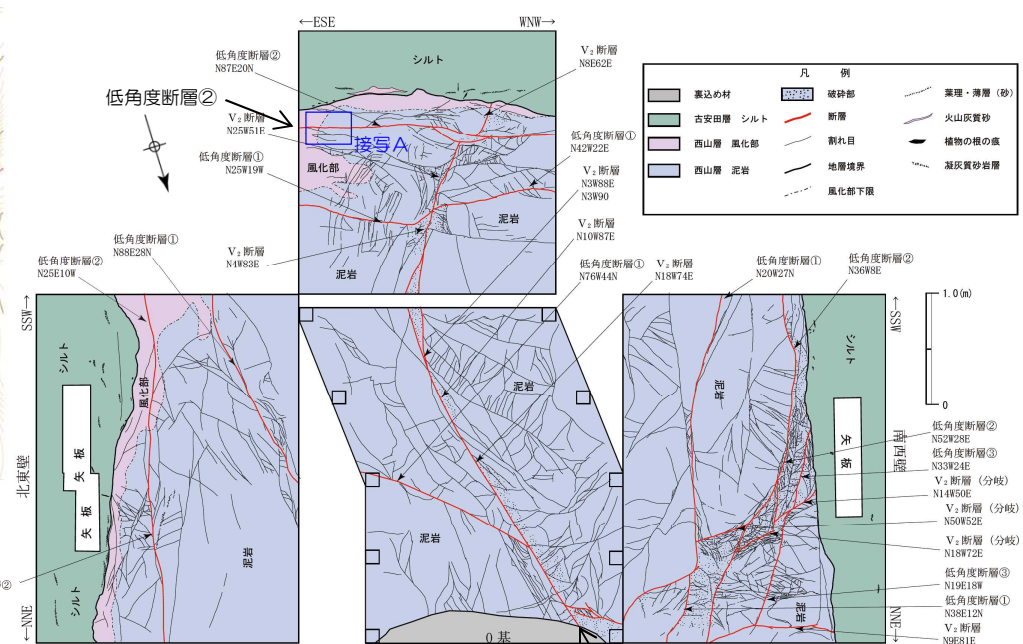 ←ESE
WNW→
シルト
低角度断層②
N87E20N
V₂断層
N8E62E
低角度断層②
V₂断層
N25W51E
接写A
低角度断層①
N25W19W
風化部
低角度断層①
N42W22E
V₂断層
N3W88E
N3W90
泥岩
V₂断層
N10W87E
V₂断層
N4W83E
泥岩
凡 例
裏込め材
古安田層 シルト
西山層 風化部
西山層 泥岩
破砕部
断層
割れ目
地層境界
風化部下限
葉理・薄層（砂）
火山灰質砂
植物の根の痕
凝灰質砂岩層
低角度断層②
N25E10W
低角度断層①
N88E28N
SSW→
シルト
風化部
矢板
矢板
北東壁
泥岩
シルト
←NNE
②
低角度断層①
N76W44N
V₂断層
N18W74E
泥岩
泥岩
0基
低角度断層①
N20W27N
低角度断層②
N36W8E
←SSW
1.0(m)
0
シルト
泥岩
矢板
南西壁
低角度断層②
N52W28E
低角度断層③
N33W24E
V₂断層（分岐）
N14W50E
V₂断層（分岐）
N50W52E
V₂断層（分岐）
N18W72E
低角度断層③
N19E18W
低角度断層①
N38E12N
V₂断層
N9E81E
泥岩
NNE→